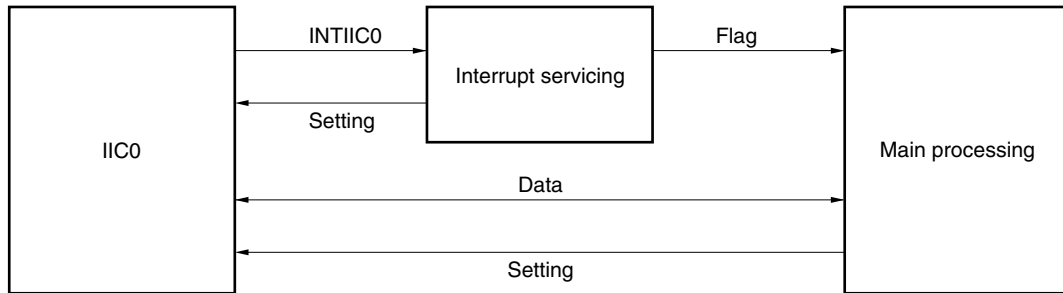 INTIIC0
Flag
Interrupt servicing
Setting
IIC0
Main processing
Data
Setting